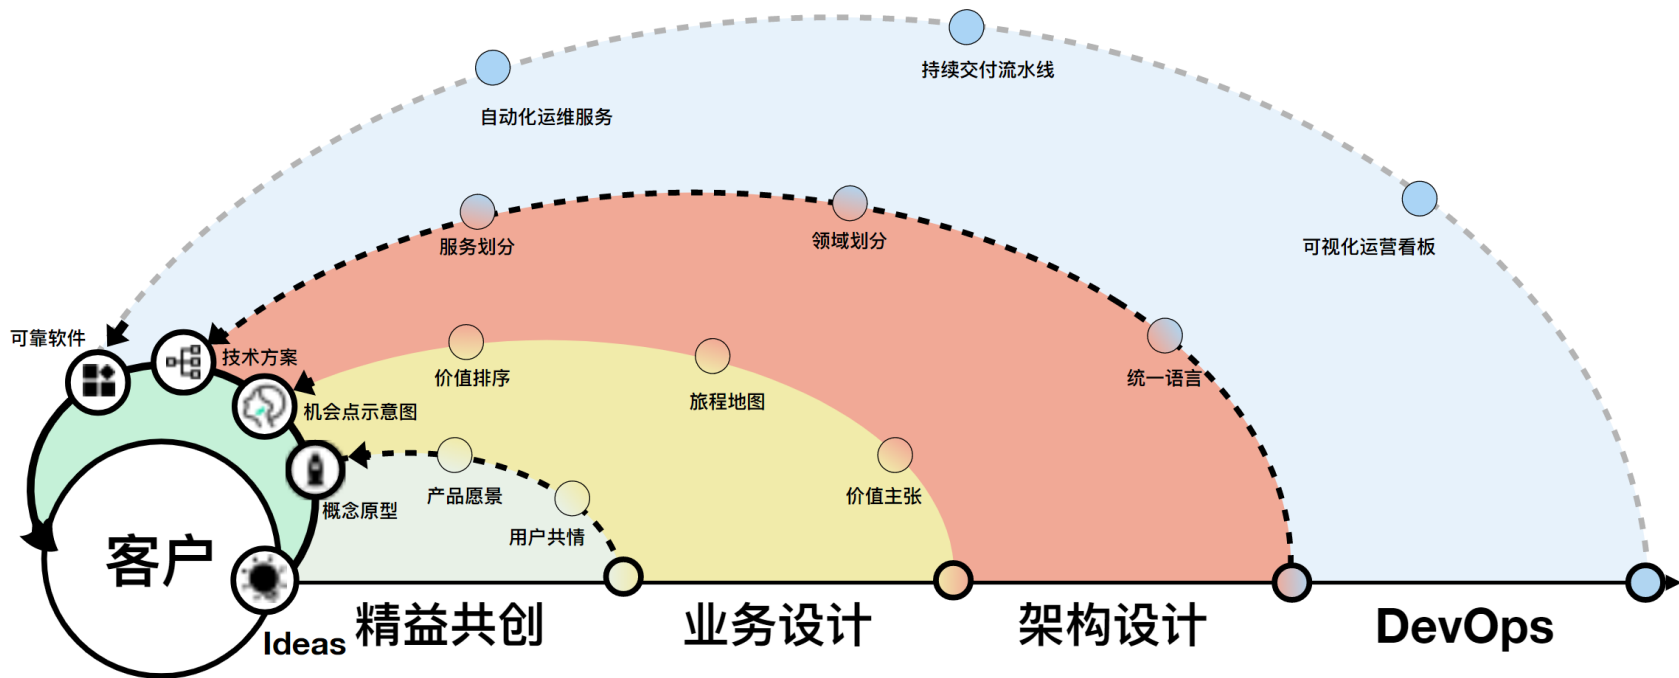 持续交付流水线
自动化运维服务
服务划分
领域划分
可视化运营看板
可靠软件
技术方案
价值排序
统一语言
机会点示意图
旅程地图
产品愿景
价值主张
概念原型
用户共情
客户
Ideas
精益共创
业务设计
架构设计
DevOps